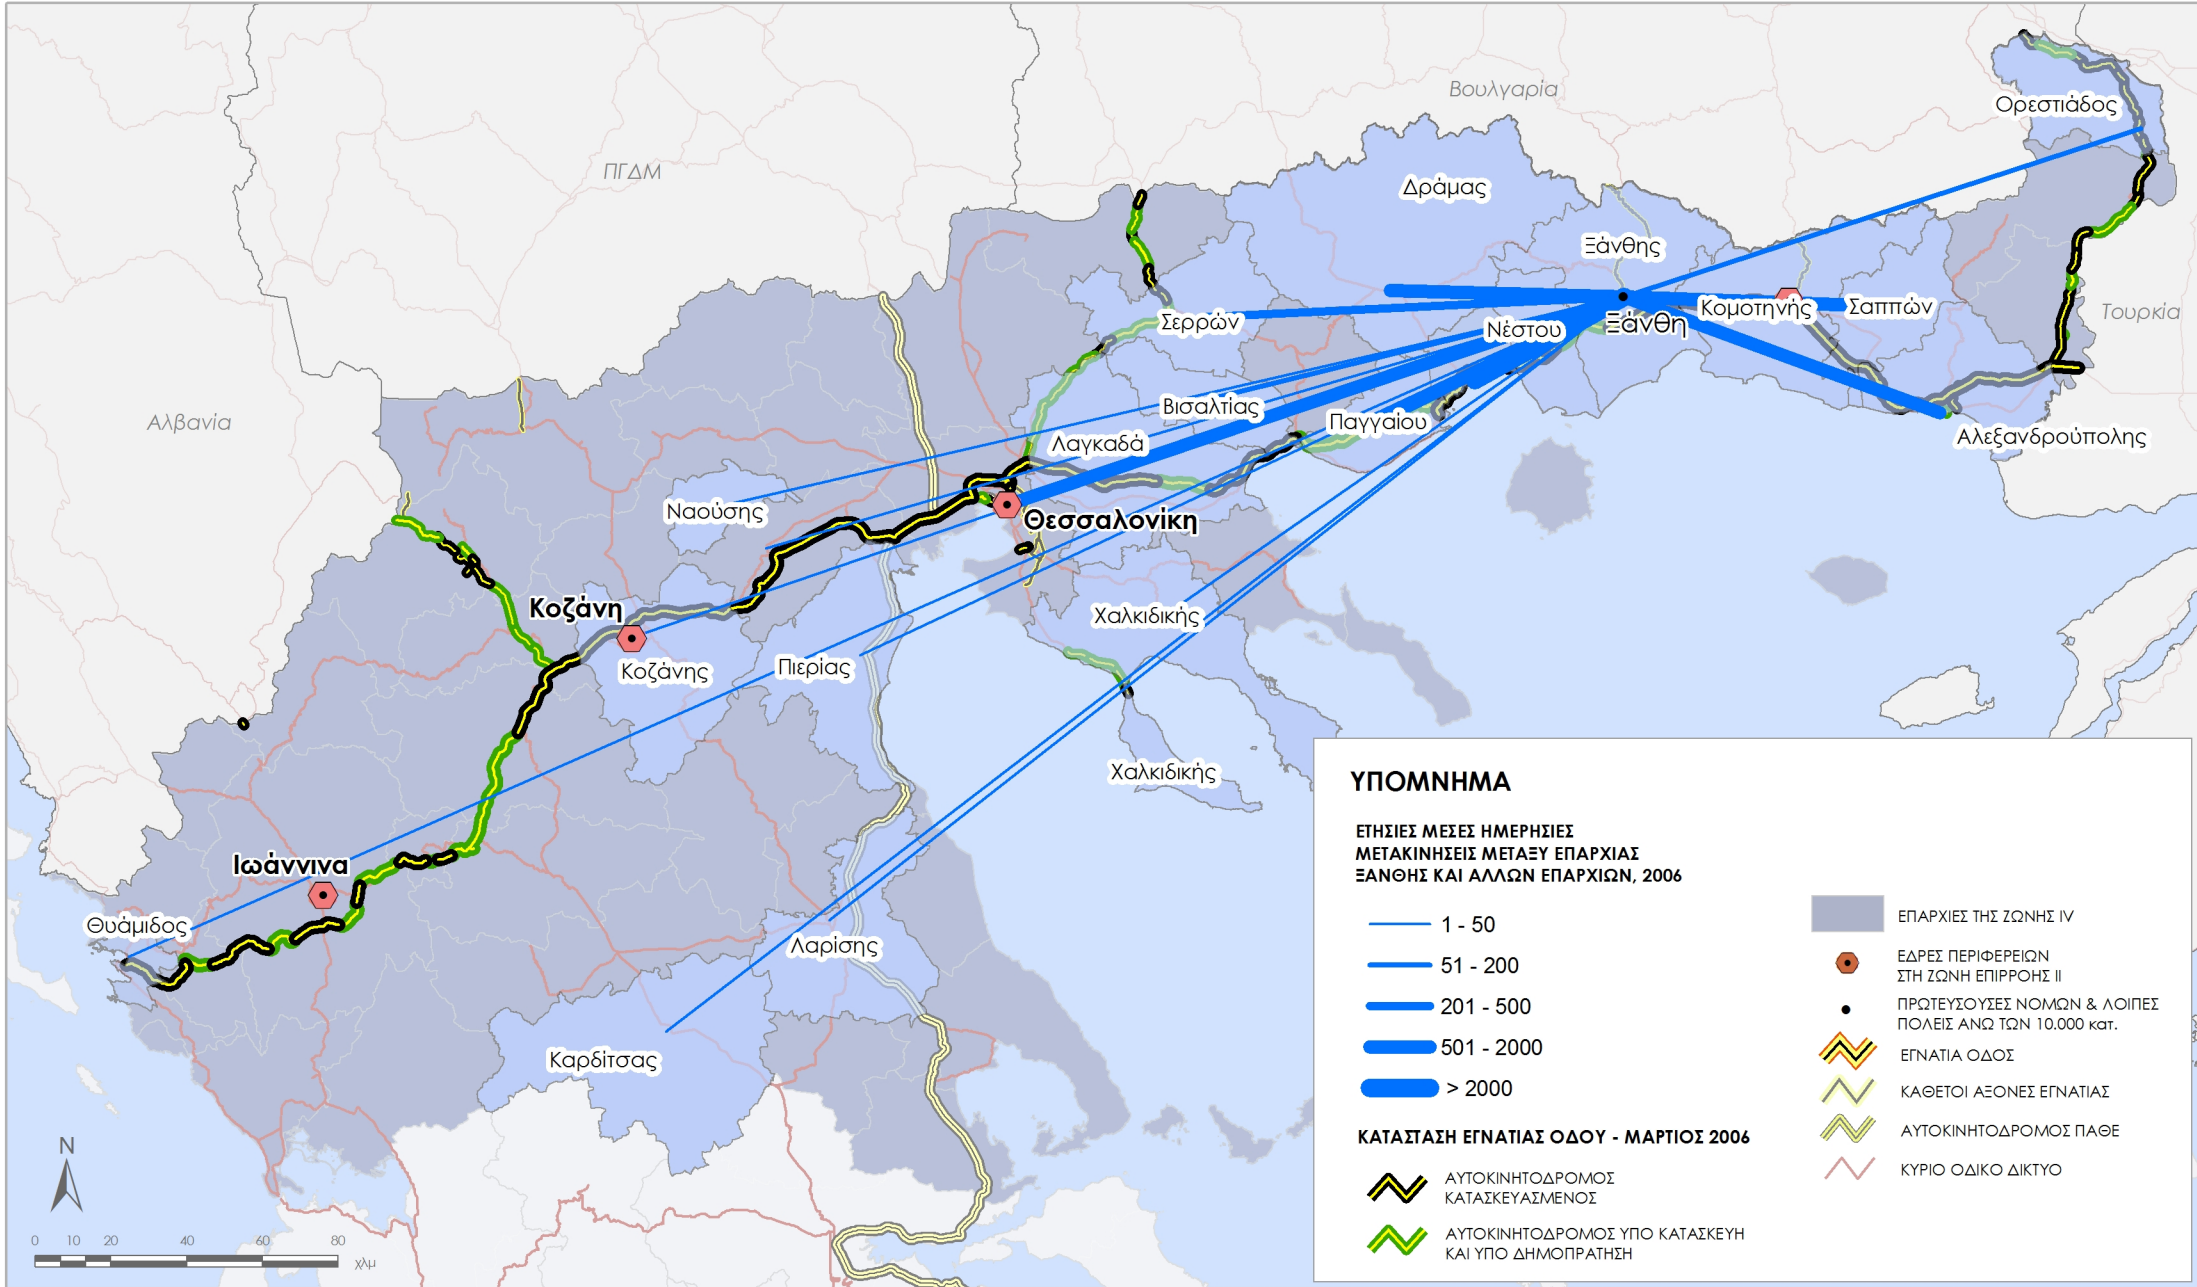 Βουλγαρία
Ορεστιάδος
ΠΓΔΜ
Δράμας
Ξάνθης
Τουρκία
Σερρών
Νέστου
Ξάνθη
Κομοτηνής
Σαππών
Αλβανία
Βισαλτίας
Παγγαίου
Αλεξανδρούπολης
Λαγκαδά
Ναούσης
Θεσσαλονίκη
Κοζάνη
Χαλκιδικής
Κοζάνης
Πιερίας
Χαλκιδικής
Ιωάννινα
Θυάμιδος
Λαρίσης
Καρδίτσας
N
0 10 20 40 60 80
χλμ
ΥΠΟΜΝΗΜΑ
ΕΤΗΣΙΕΣ ΜΕΣΕΣ ΗΜΕΡΗΣΙΕΣ
ΜΕΤΑΚΙΝΗΣΕΙΣ ΜΕΤΑΞΥ ΕΠΑΡΧΙΑΣ
ΞΑΝΘΗΣ ΚΑΙ ΑΛΛΩΝ ΕΠΑΡΧΙΩΝ, 2006
1 - 50
51 - 200
201 - 500
501 - 2000
> 2000
ΚΑΤΑΣΤΑΣΗ ΕΓΝΑΤΙΑΣ ΟΔΟΥ - ΜΑΡΤΙΟΣ 2006
ΑΥΤΟΚΙΝΗΤΟΔΡΟΜΟΣ
ΚΑΤΑΣΚΕΥΑΣΜΕΝΟΣ
ΑΥΤΟΚΙΝΗΤΟΔΡΟΜΟΣ ΥΠΟ ΚΑΤΑΣΚΕΥΗ
ΚΑΙ ΥΠΟ ΔΗΜΟΠΡΑΤΗΣΗ
ΕΠΑΡΧΙΕΣ ΤΗΣ ΖΩΝΗΣ IV
ΕΔΡΕΣ ΠΕΡΙΦΕΡΕΙΩΝ
ΣΤΗ ΖΩΝΗ ΕΠΙΡΡΟΗΣ II
ΠΡΩΤΕΥΣΟΥΣΕΣ ΝΟΜΩΝ & ΛΟΙΠΕΣ
ΠΟΛΕΙΣ ΑΝΩ ΤΩΝ 10.000 κατ.
ΕΓΝΑΤΙΑ ΟΔΟΣ
ΚΑΘΕΤΟΙ ΑΞΟΝΕΣ ΕΓΝΑΤΙΑΣ
ΑΥΤΟΚΙΝΗΤΟΔΡΟΜΟΣ ΠΑΘΕ
ΚΥΡΙΟ ΟΔΙΚΟ ΔΙΚΤΥΟ